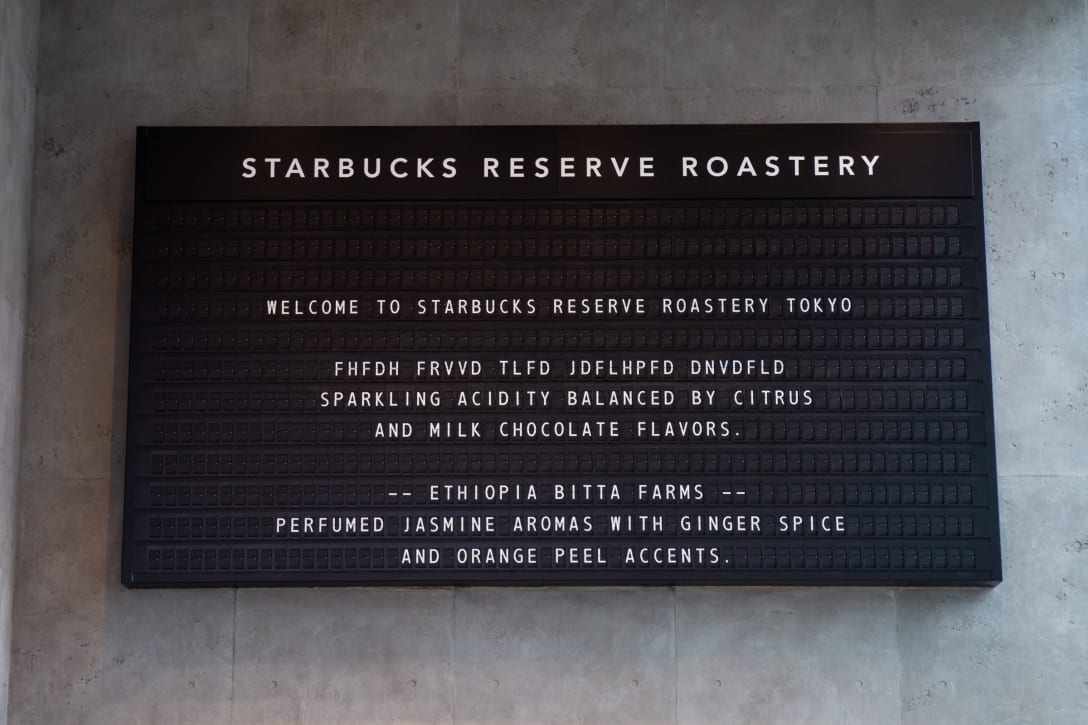 STARBUCKS RESERVE ROASTERY
WELCOME TO STARBUCKS RESERVE ROASTERY TOKYO
FHFDH FRVVD TLFD JDFLHPFD DNVDFLD
SPARKLING ACIDITY BALANCED BY CITRUS
AND MILK CHOCOLATE FLAVORS.
-- ETHIOPIA BITTA FARMS --
PERFUMED JASMINE AROMAS WITH GINGER SPICE
AND ORANGE PEEL ACCENTS.